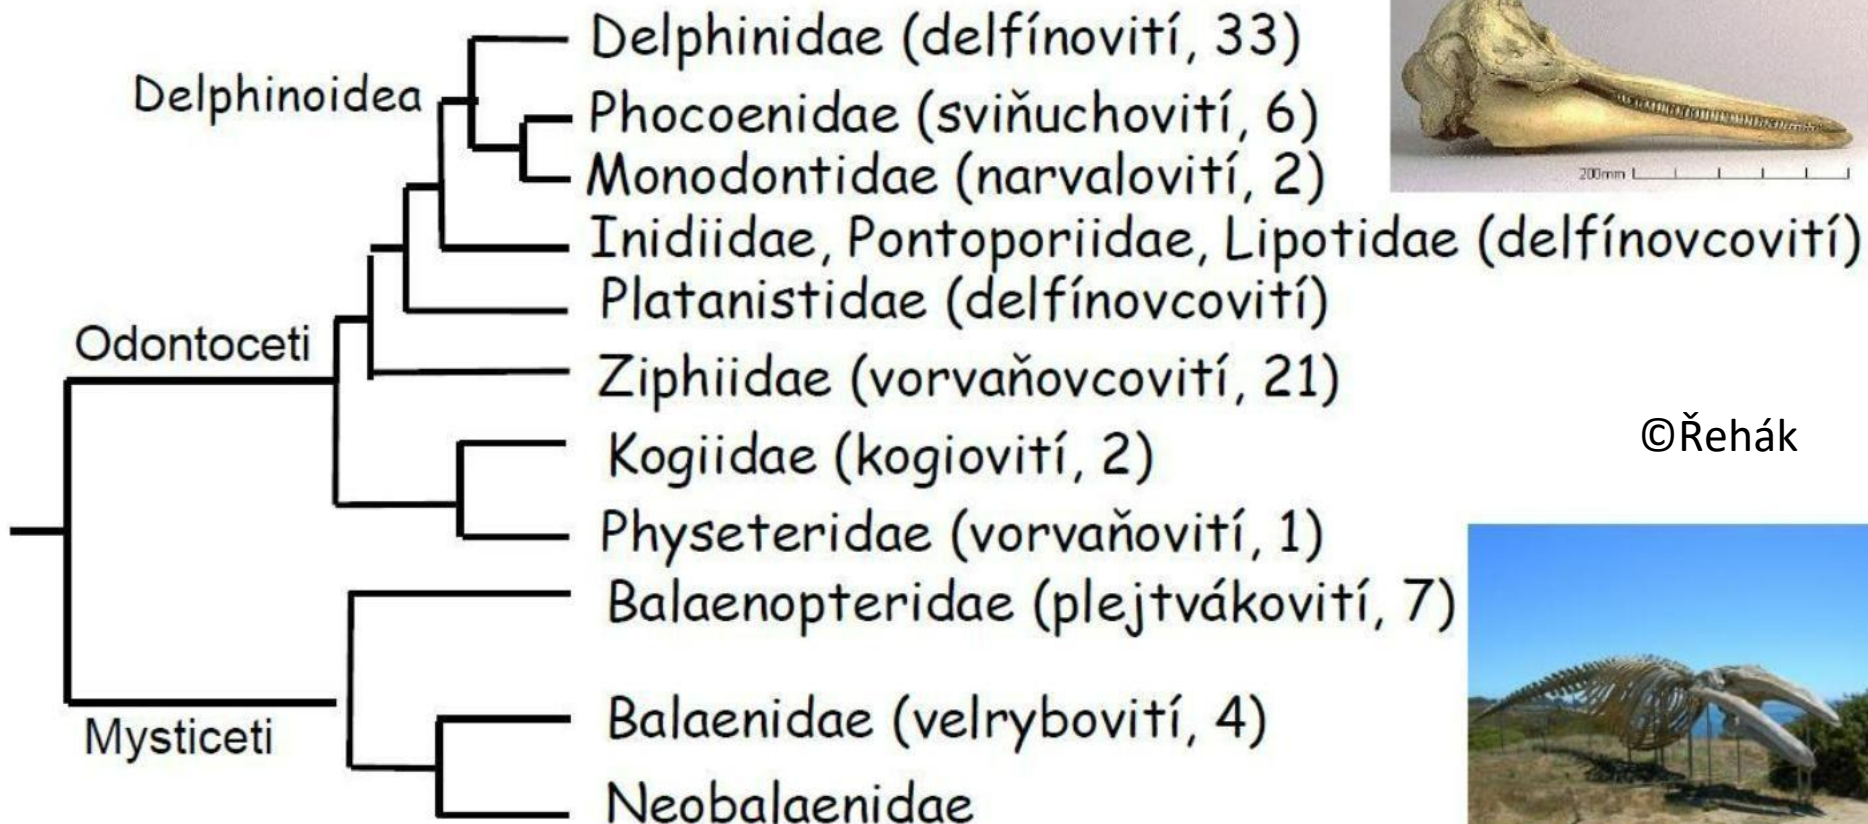 Delphinidae (delfínovití, 33)
Delphinoidea
Phocoenidae (sviňuchovití, 6)
Monodontidae (narvalovití, 2)
200mm
Inidiidae, Pontoporiidae, Lipotidae (delfínovcovití)
Platanistidae (delfínovcovití)
Odontoceti
Ziphiidae (vorvaňovcovití, 21)
©Řehák
Kogiidae (kogiovití, 2)
Physeteridae (vorvaňovití, 1)
Balaenopteridae (plejtvákovití, 7)
Balaenidae (velrybovití, 4)
Mysticeti
Neobalaenidae